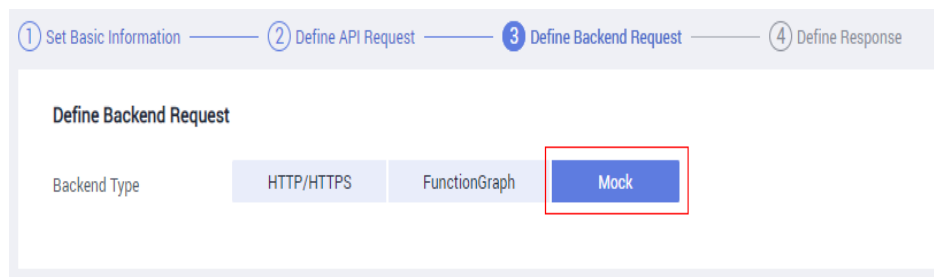 1 Set Basic Information 2 Define API Request 3 Define Backend Request 4 Define Response
Define Backend Request
Backend Type HTTP/HTTPS FunctionGraph Mock